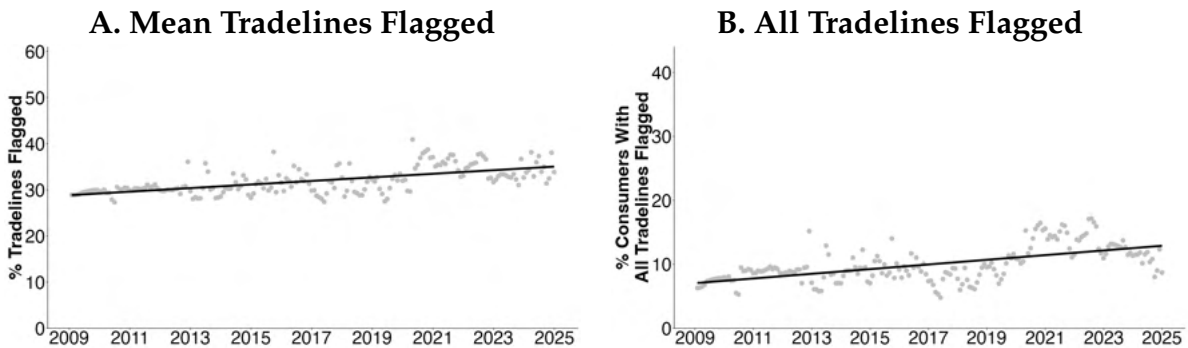 A. Mean Tradelines Flagged
% Tradelines Flagged
60
50
40
30
20
10
0
2009 2011 2013 2015 2017 2019 2021 2023 2025
B. All Tradelines Flagged
% Consumers With
All Tradelines Flagged
40
30
20
10
0
2009 2011 2013 2015 2017 2019 2021 2023 2025